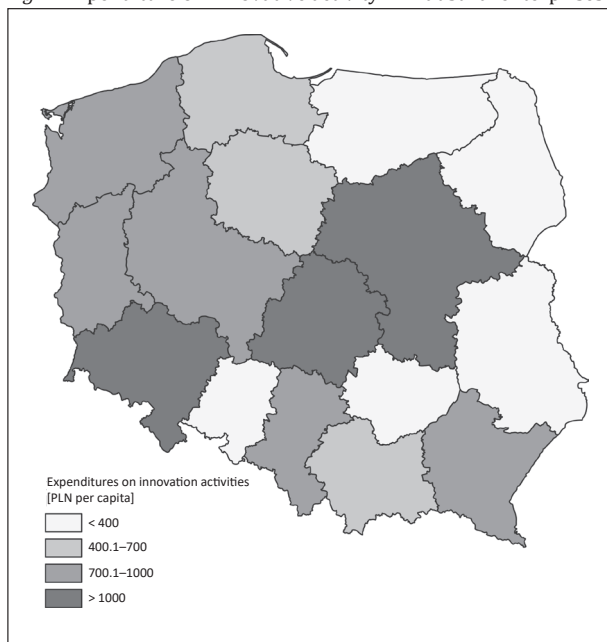 Expenditures on innovation activities
[PLN per capita]
< 400
400.1–700
700.1–1000
> 1000